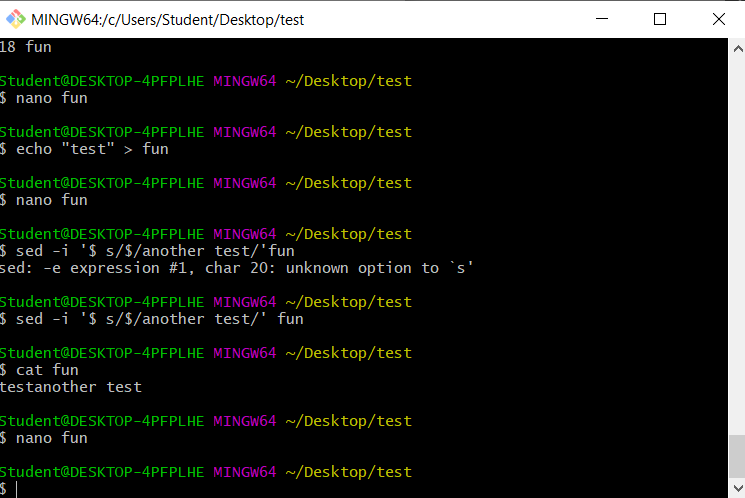 MINGW64:/c/Users/Student/Desktop/test
18 fun
Student@DESKTOP-4PFPLHE MINGW64 ~/Desktop/test
$ nano fun
Student@DESKTOP-4PFPLHE MINGW64 ~/Desktop/test
$ echo "test" > fun
Student@DESKTOP-4PFPLHE MINGW64 ~/Desktop/test
$ nano fun
Student@DESKTOP-4PFPLHE MINGW64 ~/Desktop/test
$ sed -i '$ s/$/another test/'fun
sed: -e expression #1, char 20: unknown option to `s'
Student@DESKTOP-4PFPLHE MINGW64 ~/Desktop/test
$ sed -i '$ s/$/another test/' fun
Student@DESKTOP-4PFPLHE MINGW64 ~/Desktop/test
$ cat fun
testanother test
Student@DESKTOP-4PFPLHE MINGW64 ~/Desktop/test
$ nano fun
Student@DESKTOP-4PFPLHE MINGW64 ~/Desktop/test
$